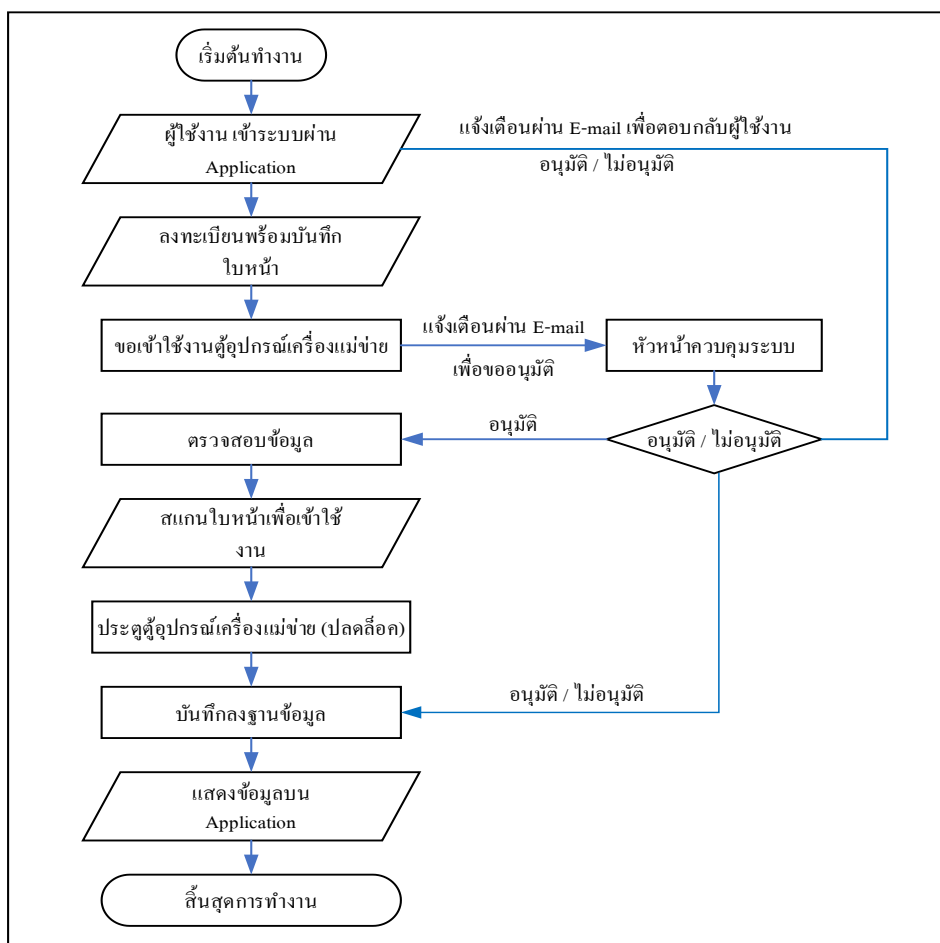 เริ่มต้นทำงาน
ผู้ใช้งาน เข้าระบบผ่าน
Application
แจ้งเตือนผ่าน E-mail เพื่อตอบกลับผู้ใช้งาน
อนุมัติ / ไม่อนุมัติ
ลงทะเบียนพร้อมบันทึก
ใบหน้า
ขอเข้าใช้งานตู้อุปกรณ์เครื่องแม่ข่าย
แจ้งเตือนผ่าน E-mail
เพื่อขออนุมัติ
หัวหน้าควบคุมระบบ
อนุมัติ / ไม่อนุมัติ
อนุมัติ
ตรวจสอบข้อมูล
สแกนใบหน้าเพื่อเข้าใช้
งาน
ประตูตู้อุปกรณ์เครื่องแม่ข่าย (ปลดล็อค)
อนุมัติ / ไม่อนุมัติ
บันทึกลงฐานข้อมูล
แสดงข้อมูลบน
Application
สิ้นสุดการทำงาน